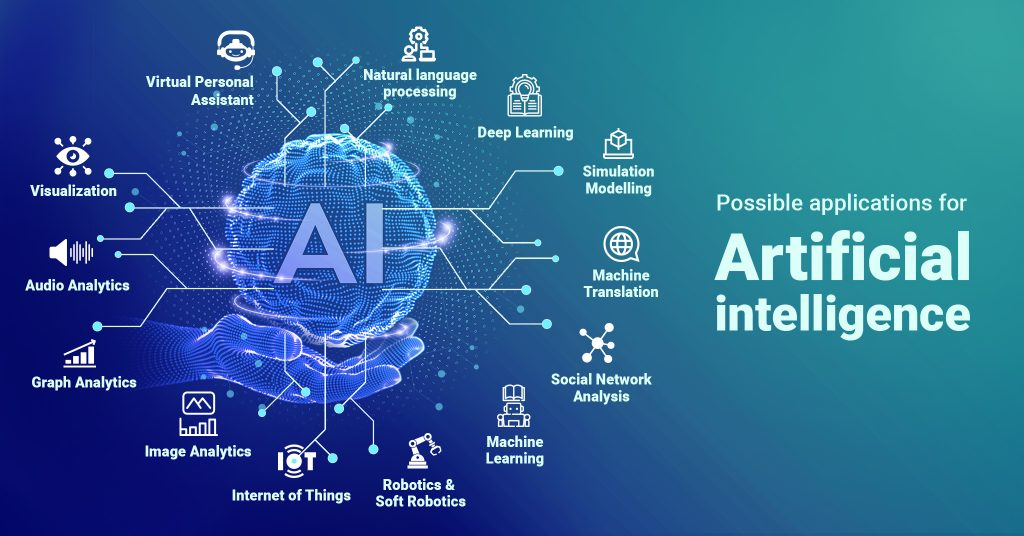 Virtual Personal
Assistant
Natural language
processing
Deep Learning
Simulation
Modelling
Machine
Translation
Social Network
Analysis
Machine
Learning
Robotics &
Soft Robotics
IOT
Internet of Things
Image Analytics
Graph Analytics
Audio Analytics
Visualization
AI
Possible applications for
Artificial
intelligence